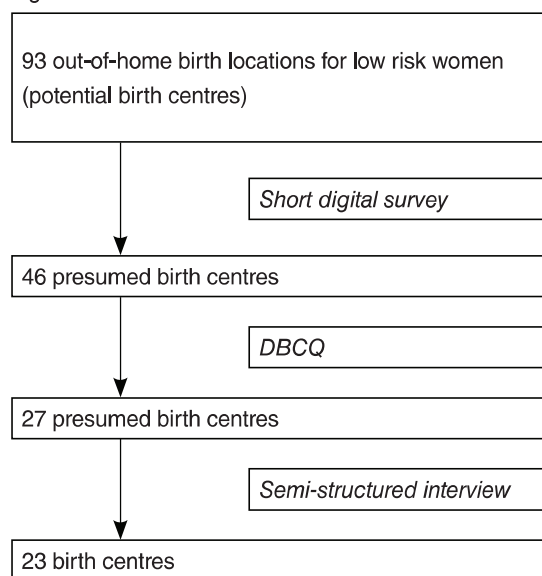 93 out-of-home birth locations for low risk women
(potential birth centres)
Short digital survey
46 presumed birth centres
DBCQ
27 presumed birth centres
Semi-structured interview
23 birth centres